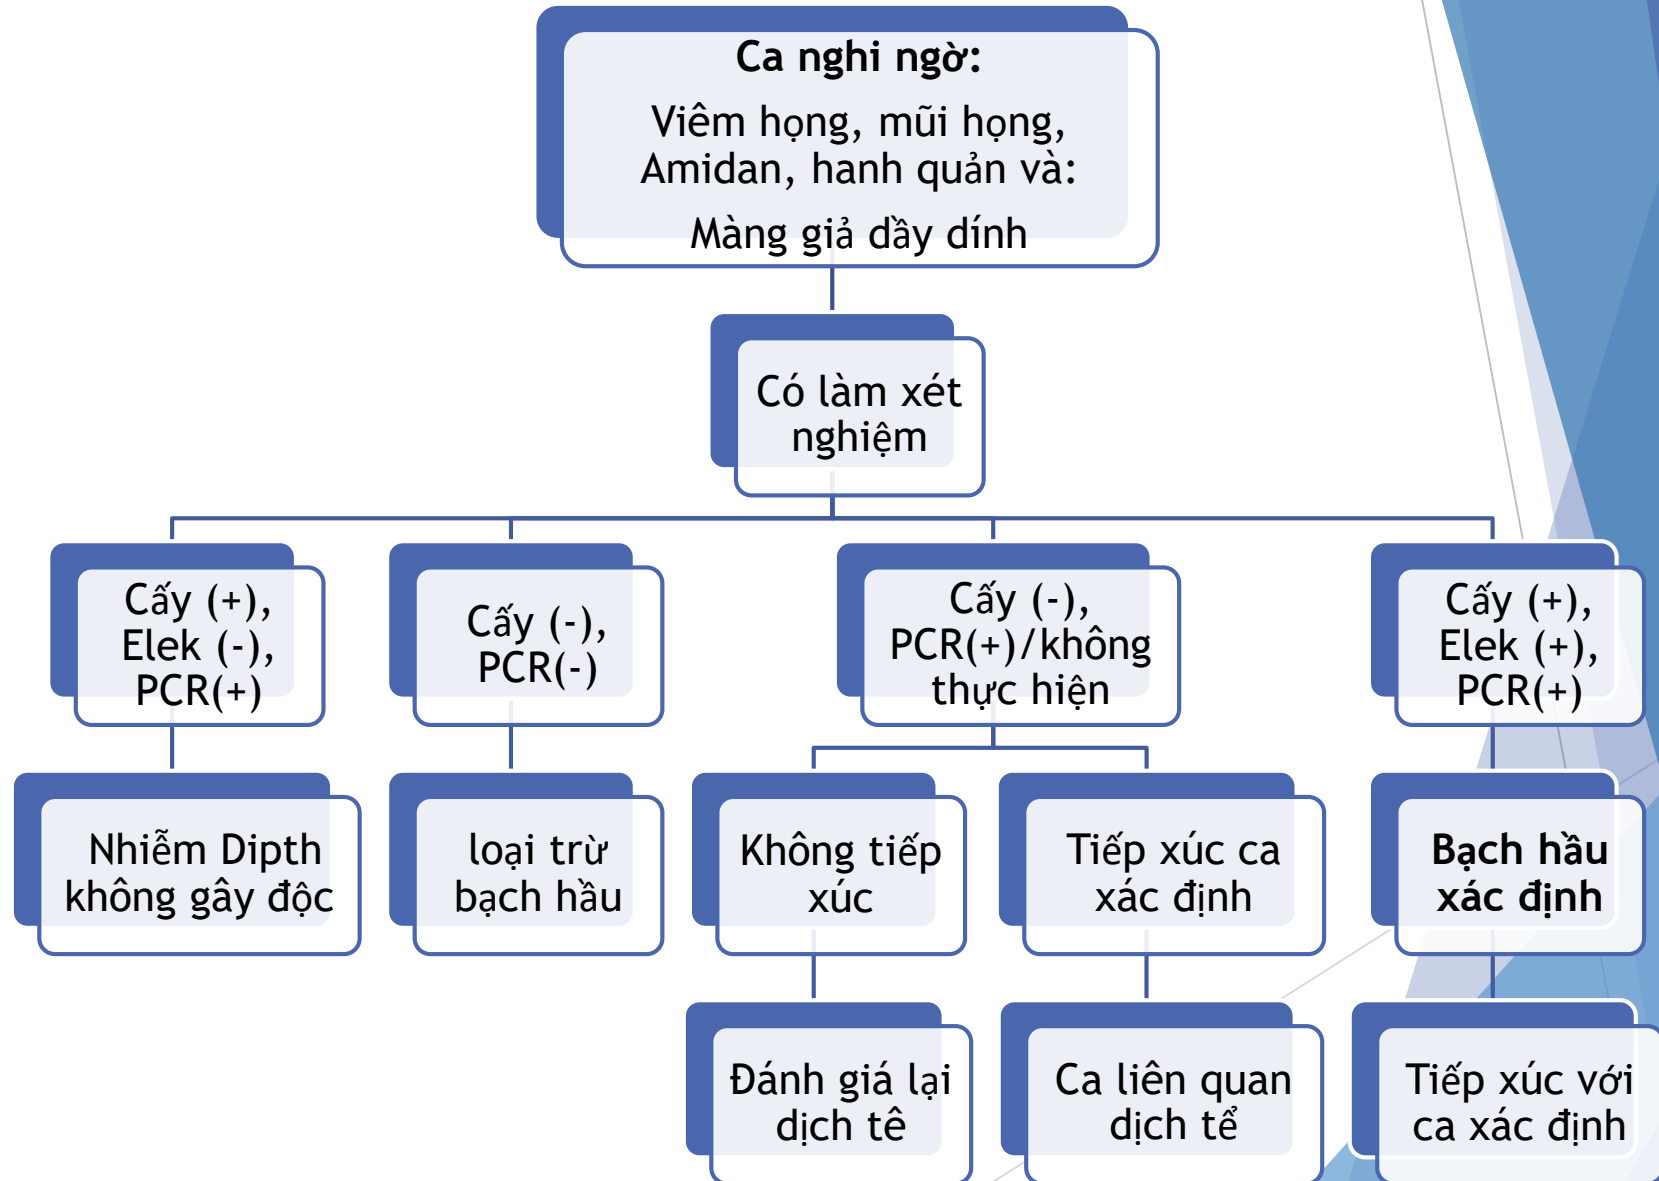 Ca nghi ngờ:
Viêm họng, mũi họng,
Amidan, hanh quản và:
Màng giả dầy dính
Có làm xét
nghiệm
Cấy (+),
Elek (-),
PCR(+)
Cấy (-),
PCR(-)
Cấy (-),
PCR(+)/không
thực hiện
Cấy (+),
Elek (+),
PCR(+)
Nhiễm Dipth
không gây độc
loại trừ
bạch hầu
Không tiếp
xúc
Tiếp xúc ca
xác định
Bạch hầu
xác định
Đánh giá lại
dịch tê
Ca liên quan
dịch tể
Tiếp xúc với
ca xác định